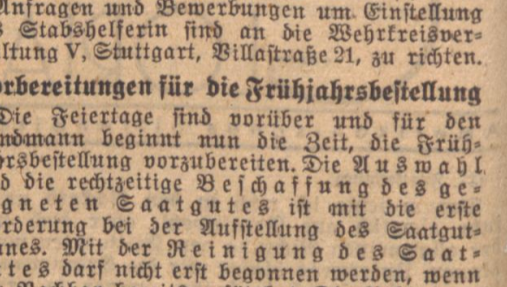 Anfragen und Bewerbungen um Einstellung
s Stabshelferin sind an die Wehrkreisver-
ltung V, Stuttgart, Villastraße 21, zu richten.
orbereitungen für die Frühjahrsbestellung
Die Feiertage sind vorüber und für den
ndmann beginnt nun die Zeit, die Früh-
hrsbestellung vorzubereiten. Die Auswahl
d die rechtzeitige Beschaffung des ge-
gneten Saatgutes ist mit die erste
rderung bei der Aufstellung des Saatgut-
anes. Mit der Reinigung des Saat-
tes darf nicht erst begonnen werden, wenn